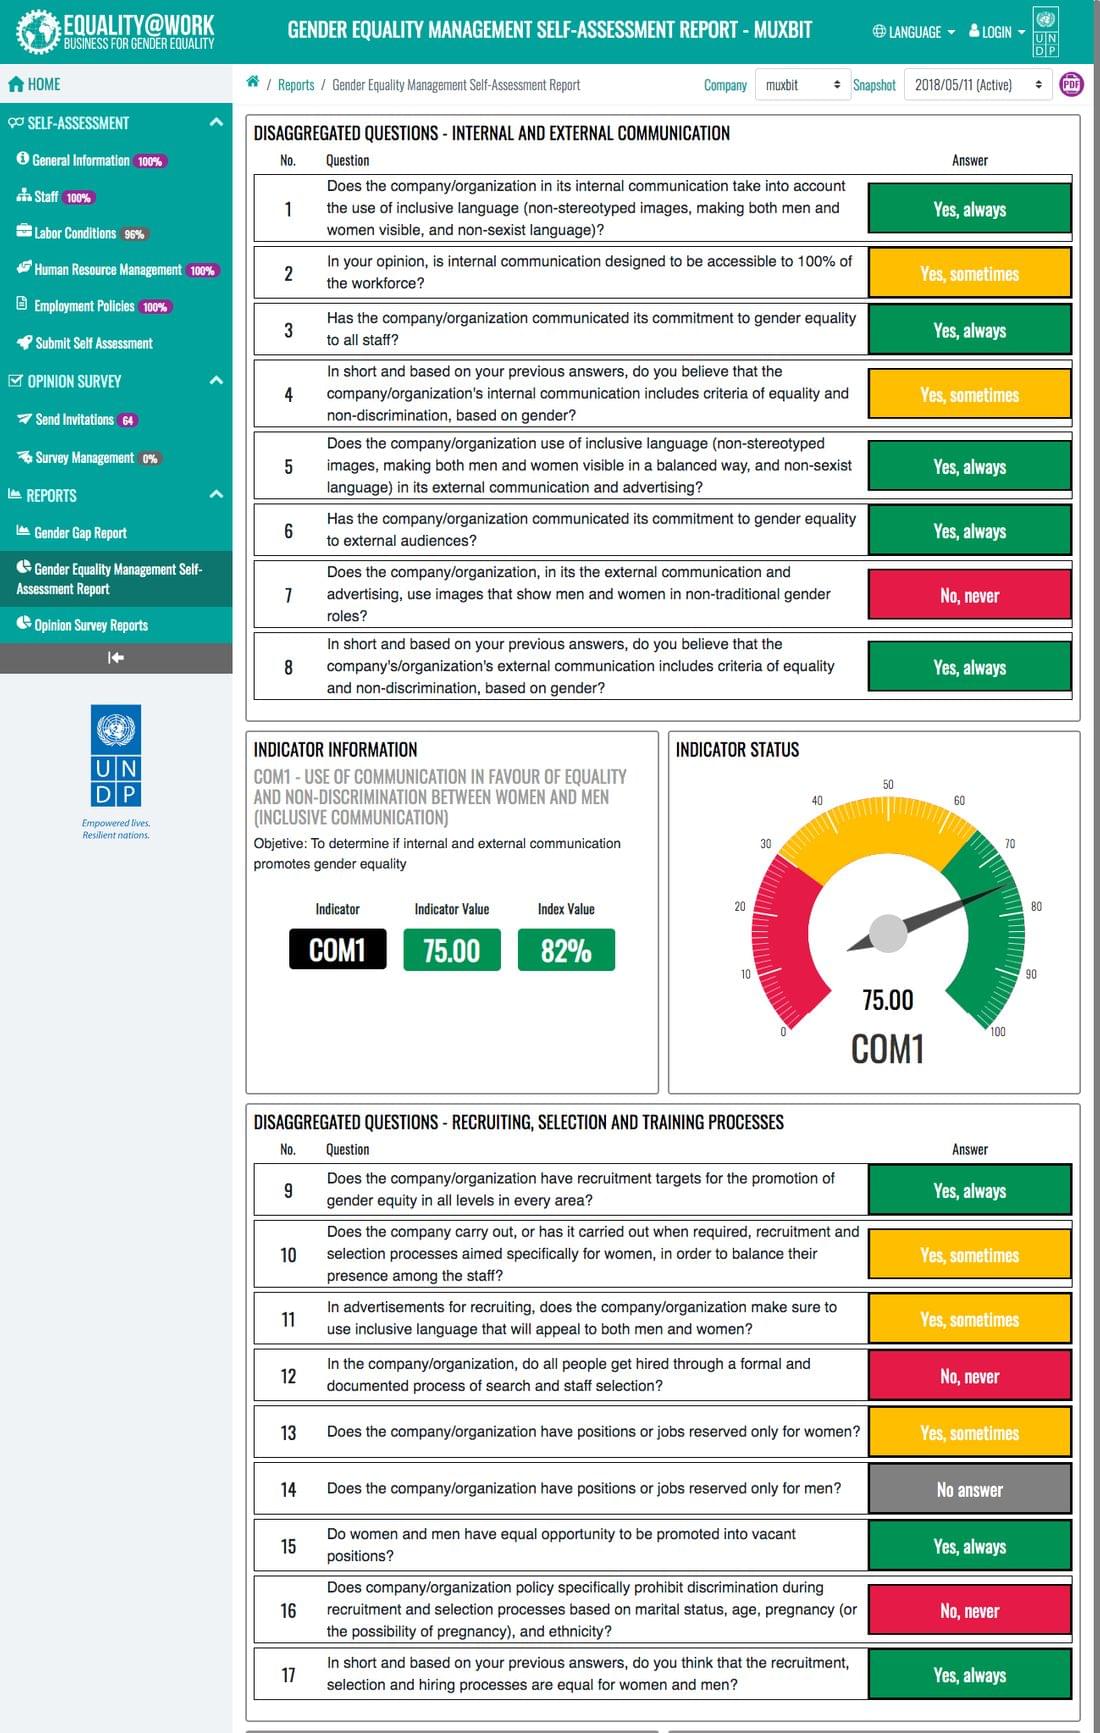 EQUALITY@WORK
BUSINESS FOR GENDER EQUALITY
GENDER EQUALITY MANAGEMENT SELF-ASSESSMENT REPORT - MUXBIT
LANGUAGE
LOGIN
UN
DP
HOME
/ Reports / Gender Equality Management Self-Assessment Report
Company
muxbit
Snapshot
2018/05/11 (Active)
PDF
SELF-ASSESSMENT
General Information 100%
Staff 100%
Labor Conditions 96%
Human Resource Management 100%
Employment Policies 100%
Submit Self Assessment
OPINION SURVEY
Send Invitations 64
Survey Management 0%
REPORTS
Gender Gap Report
Gender Equality Management Self-
Assessment Report
Opinion Survey Reports
U N
D P
Empowered lives.
Resilient nations.
DISAGGREGATED QUESTIONS - INTERNAL AND EXTERNAL COMMUNICATION
No. Question Answer
1 Does the company/organization in its internal communication take into account
the use of inclusive language (non-stereotyped images, making both men and
women visible, and non-sexist language)?
Yes, always
2 In your opinion, is internal communication designed to be accessible to 100% of
the workforce?
Yes, sometimes
3 Has the company/organization communicated its commitment to gender equality
to all staff?
Yes, always
4 In short and based on your previous answers, do you believe that the
company/organization's internal communication includes criteria of equality and
non-discrimination, based on gender?
Yes, sometimes
5 Does the company/organization use of inclusive language (non-stereotyped
images, making both men and women visible in a balanced way, and non-sexist
language) in its external communication and advertising?
Yes, always
6 Has the company/organization communicated its commitment to gender equality
to external audiences?
Yes, always
7 Does the company/organization, in its the external communication and
advertising, use images that show men and women in non-traditional gender
roles?
No, never
8 In short and based on your previous answers, do you believe that the
company's/organization's external communication includes criteria of equality
and non-discrimination, based on gender?
Yes, always
INDICATOR INFORMATION
COM1 - USE OF COMMUNICATION IN FAVOUR OF EQUALITY
AND NON-DISCRIMINATION BETWEEN WOMEN AND MEN
(INCLUSIVE COMMUNICATION)
Objetive: To determine if internal and external communication
promotes gender equality
Indicator Indicator Value Index Value
COM1 75.00 82%
INDICATOR STATUS
0
10
20
30
40
50
60
70
80
90
100
75.00
COM1
DISAGGREGATED QUESTIONS - RECRUITING, SELECTION AND TRAINING PROCESSES
No. Question Answer
9 Does the company/organization have recruitment targets for the promotion of
gender equity in all levels in every area?
Yes, always
10 Does the company carry out, or has it carried out when required, recruitment and
selection processes aimed specifically for women, in order to balance their
presence among the staff?
Yes, sometimes
11 In advertisements for recruiting, does the company/organization make sure to
use inclusive language that will appeal to both men and women?
Yes, sometimes
12 In the company/organization, do all people get hired through a formal and
documented process of search and staff selection?
No, never
13 Does the company/organization have positions or jobs reserved only for women?
Yes, sometimes
14 Does the company/organization have positions or jobs reserved only for men?
No answer
15 Do women and men have equal opportunity to be promoted into vacant
positions?
Yes, always
16 Does company/organization policy specifically prohibit discrimination during
recruitment and selection processes based on marital status, age, pregnancy (or
the possibility of pregnancy), and ethnicity?
No, never
17 In short and based on your previous answers, do you think that the recruitment,
selection and hiring processes are equal for women and men?
Yes, always